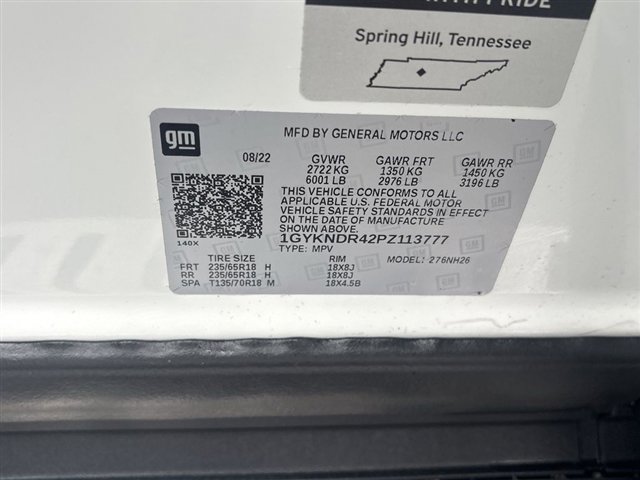 PRIDE
Spring Hill, Tennessee
gm
MFD BY GENERAL MOTORS LLC
08/22 GVWR GAWR FRT GAWR RR
2722 KG 1350 KG 1450 KG
6001 LB 2976 LB 3196 LB
THIS VEHICLE CONFORMS TO ALL
APPLICABLE U.S. FEDERAL MOTOR
VEHICLE SAFETY STANDARDS IN EFFECT
ON THE DATE OF MANUFACTURE
SHOWN ABOVE.
140X 1GYKNDR42PZ113777
TYPE: MPV MODEL: 276NH26
TIRE SIZE RIM
FRT 235/65R18 H 18X8J
RR 235/65R18 H 18X8J
SPA T135/70R18 M 18X4.5B